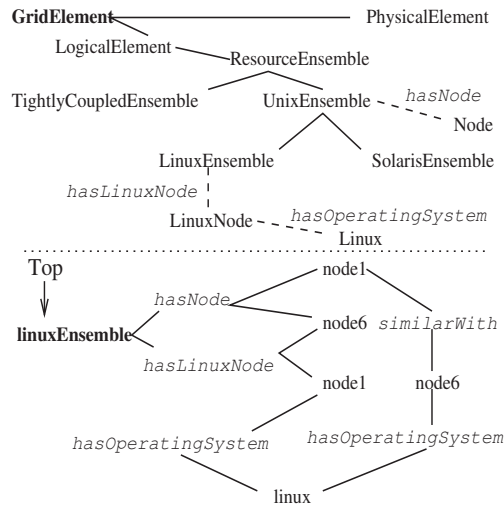 GridElement PhysicalElement
LogicalElement
ResourceEnsemble
TightlyCoupledEnsemble UnixEnsemble hasNode
Node
LinuxEnsemble SolarisEnsemble
hasLinuxNode
LinuxNode hasOperatingSystem
Linux
Top node1
hasNode
linuxEnsemble node6 similarWith
hasLinuxNode
node1 node6
hasOperatingSystem hasOperatingSystem
linux